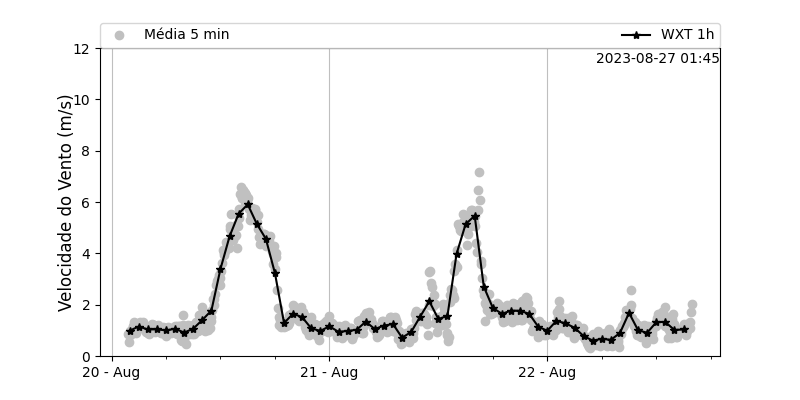 Média 5 min
WXT 1h
2023-08-27 01:45
Velocidade do Vento (m/s)
12
10
8
6
4
2
0
20 - Aug
21 - Aug
22 - Aug